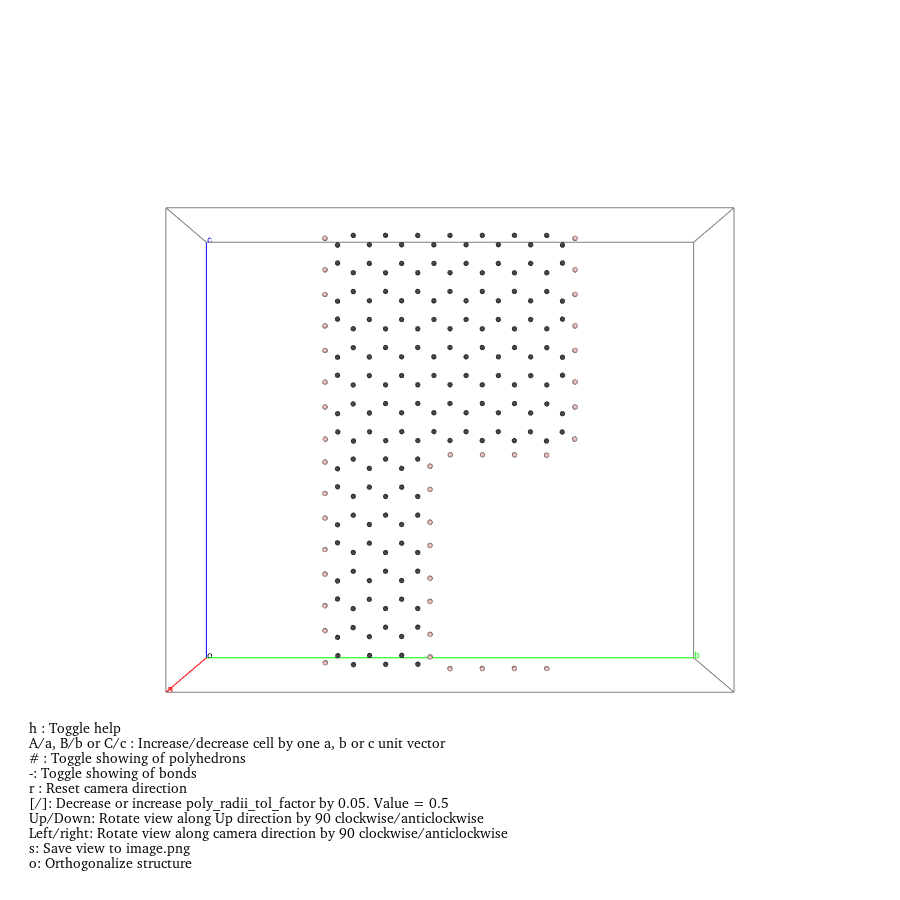 c
o
b
a
h : Toggle help
A/a, B/b or C/c : Increase/decrease cell by one a, b or c unit vector
# : Toggle showing of polyhedrons
-: Toggle showing of bonds
r : Reset camera direction
[/]: Decrease or increase poly_radii_tol_factor by 0.05. Value = 0.5
Up/Down: Rotate view along Up direction by 90 clockwise/anticlockwise
Left/right: Rotate view along camera direction by 90 clockwise/anticlockwise
s: Save view to image.png
o: Orthogonalize structure